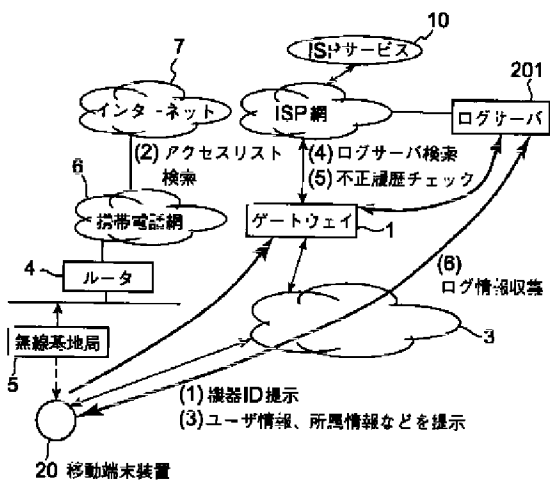 10
ISPサービス
7
201
インターネット
ISP網
ログサーバ
(2) アクセスリスト
検索
(4) ログサーバ検索
(5) 不正履歴チェック
6
携帯電話網
ゲートウェイ
1
4
ルータ
(6)
ログ情報収集
無線基地局
5
3
(1) 機器ID提示
(3) ユーザ情報、所属情報などを提示
20 移動端末装置